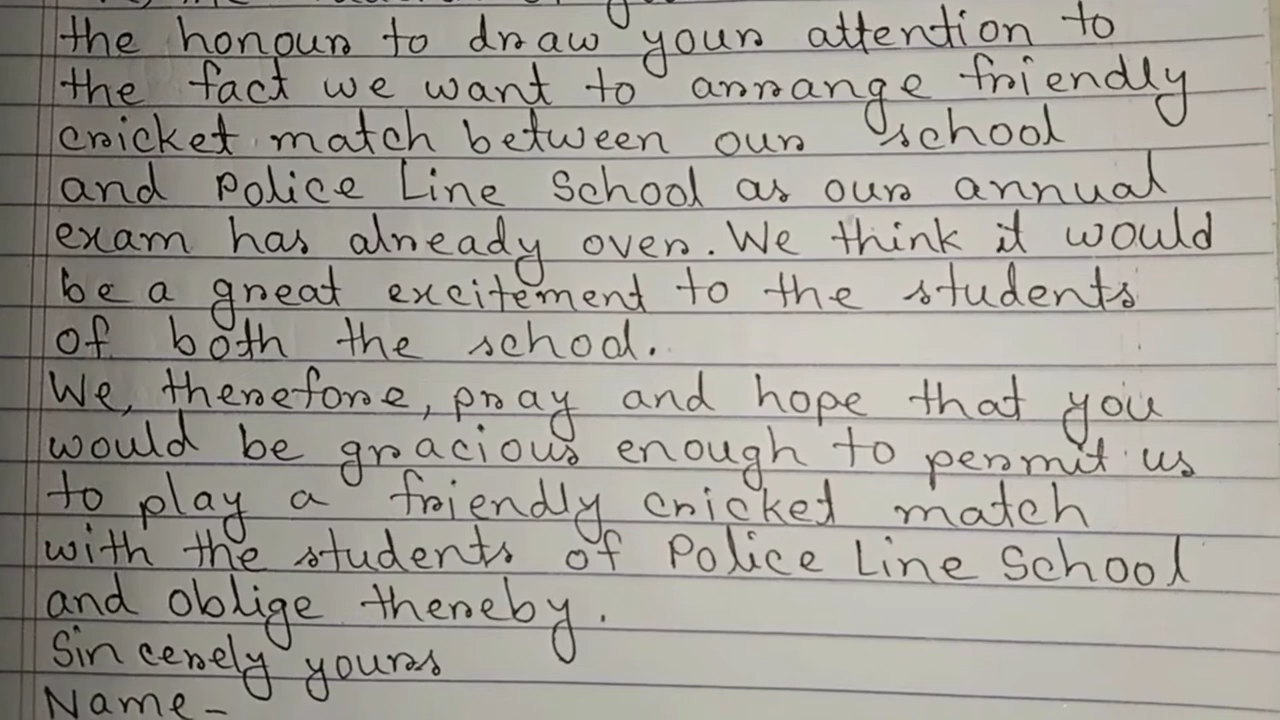 the honour to draw your attention to
the fact we want to arrange friendly
cricket match between our school
and Police Line School as our annual
exam has already over. We think it would
be a great excitement to the students
of both the school.
We, therefore, pray and hope that you
would be gracious enough to permit us
to play a friendly cricket match
with the students of Police Line School
and oblige thereby.
Sincerely yours
Name-